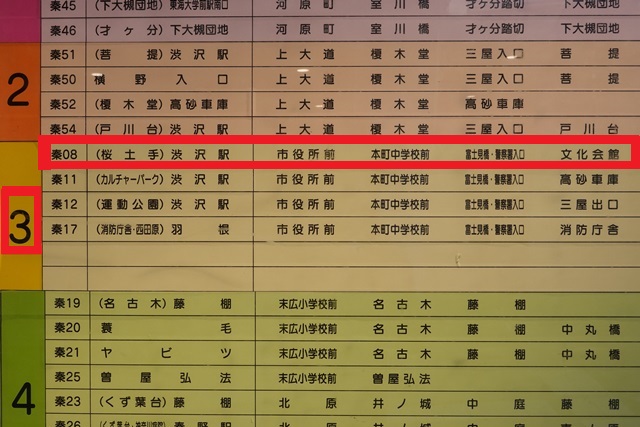 秦45 (下大槻団地) 東海大学前駅南口 河原町 室川橋 才ヶ分踏切 下大槻団地
秦46 (才ヶ分) 下大槻団地 河原町 室川橋 才ヶ分踏切 下大槻団地
2
秦51 (菩提) 渋沢駅 上大道 榎木堂 三屋入口 菩提
秦50 横野入口 上大道 榎木堂 三屋入口 菩提
秦52 (榎木堂) 高砂車庫 上大道 榎木堂 高砂車庫
秦54 (戸川台) 渋沢駅 上大道 榎木堂 三屋入口 戸川台
3
秦08 (桜土手) 渋沢駅 市役所前 本町中学校前 富士見橋・警察署入口 文化会館
秦11 (カルチャーパーク) 渋沢駅 市役所前 本町中学校前 富士見橋・警察署入口 高砂車庫
秦12 (運動公園) 渋沢駅 市役所前 本町中学校前 富士見橋・警察署入口 三屋出口
秦17 (消防庁舎・西田原) 羽根 市役所前 本町中学校前 富士見橋・警察署入口 消防庁舎
4
秦19 (名古木) 藤棚 末広小学校前 名古木 藤棚
秦20 蓑毛 末広小学校前 名古木 藤棚 中丸橋
秦21 ヤビツ 末広小学校前 名古木 藤棚 中丸橋
秦25 曽屋弘法 末広小学校前 曽屋弘法
秦23 (くず葉台) 藤棚 北原 井ノ城 中庭 藤棚
秦26